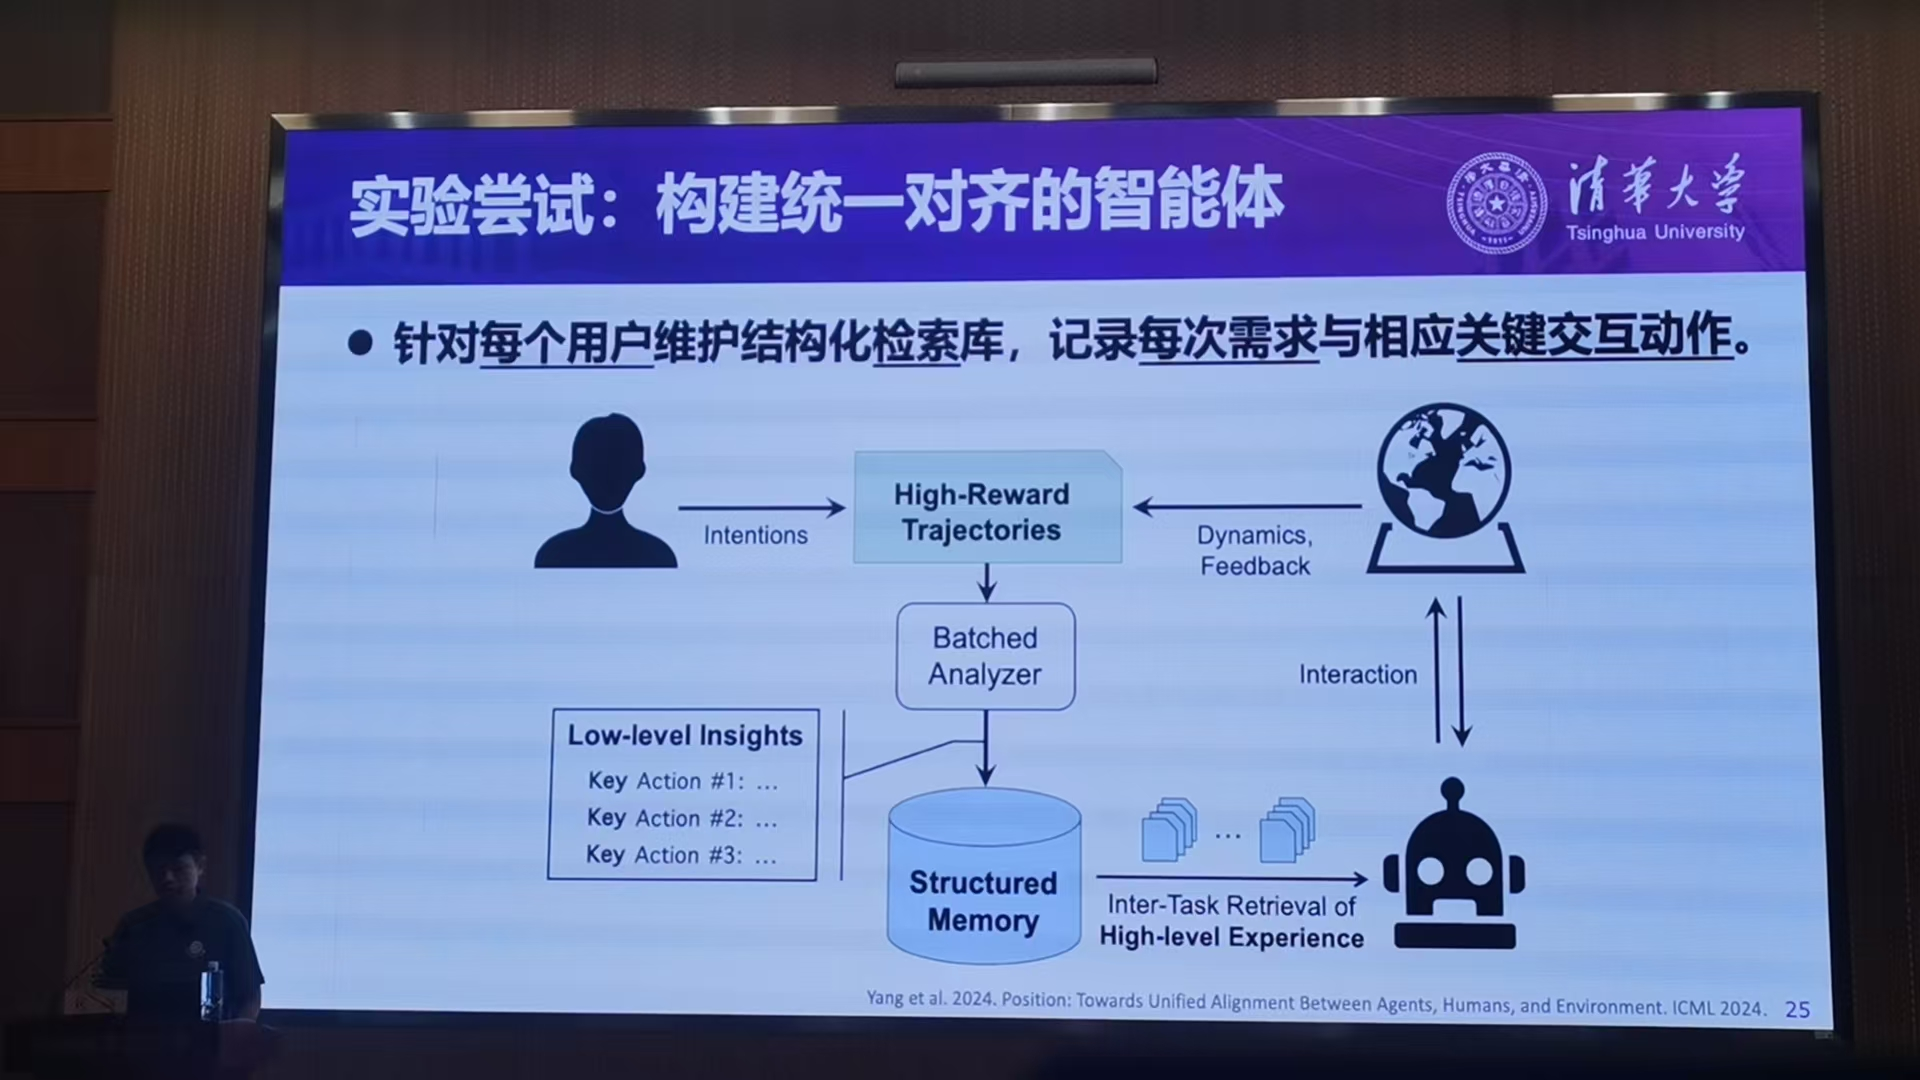 实验尝试：构建统一对齐的智能体
清華大学
Tsinghua University
● 针对每个用户维护结构化检索库，记录每次需求与相应关键交互动作。
Intentions
High-Reward
Trajectories
Dynamics,
Feedback
Batched
Analyzer
Interaction
Low-level Insights
Key Action #1: ...
Key Action #2: ...
Key Action #3: ...
Structured
Memory
...
Inter-Task Retrieval of
High-level Experience
Yang et al. 2024. Position: Towards Unified Alignment Between Agents, Humans, and Environment. ICML 2024.
25